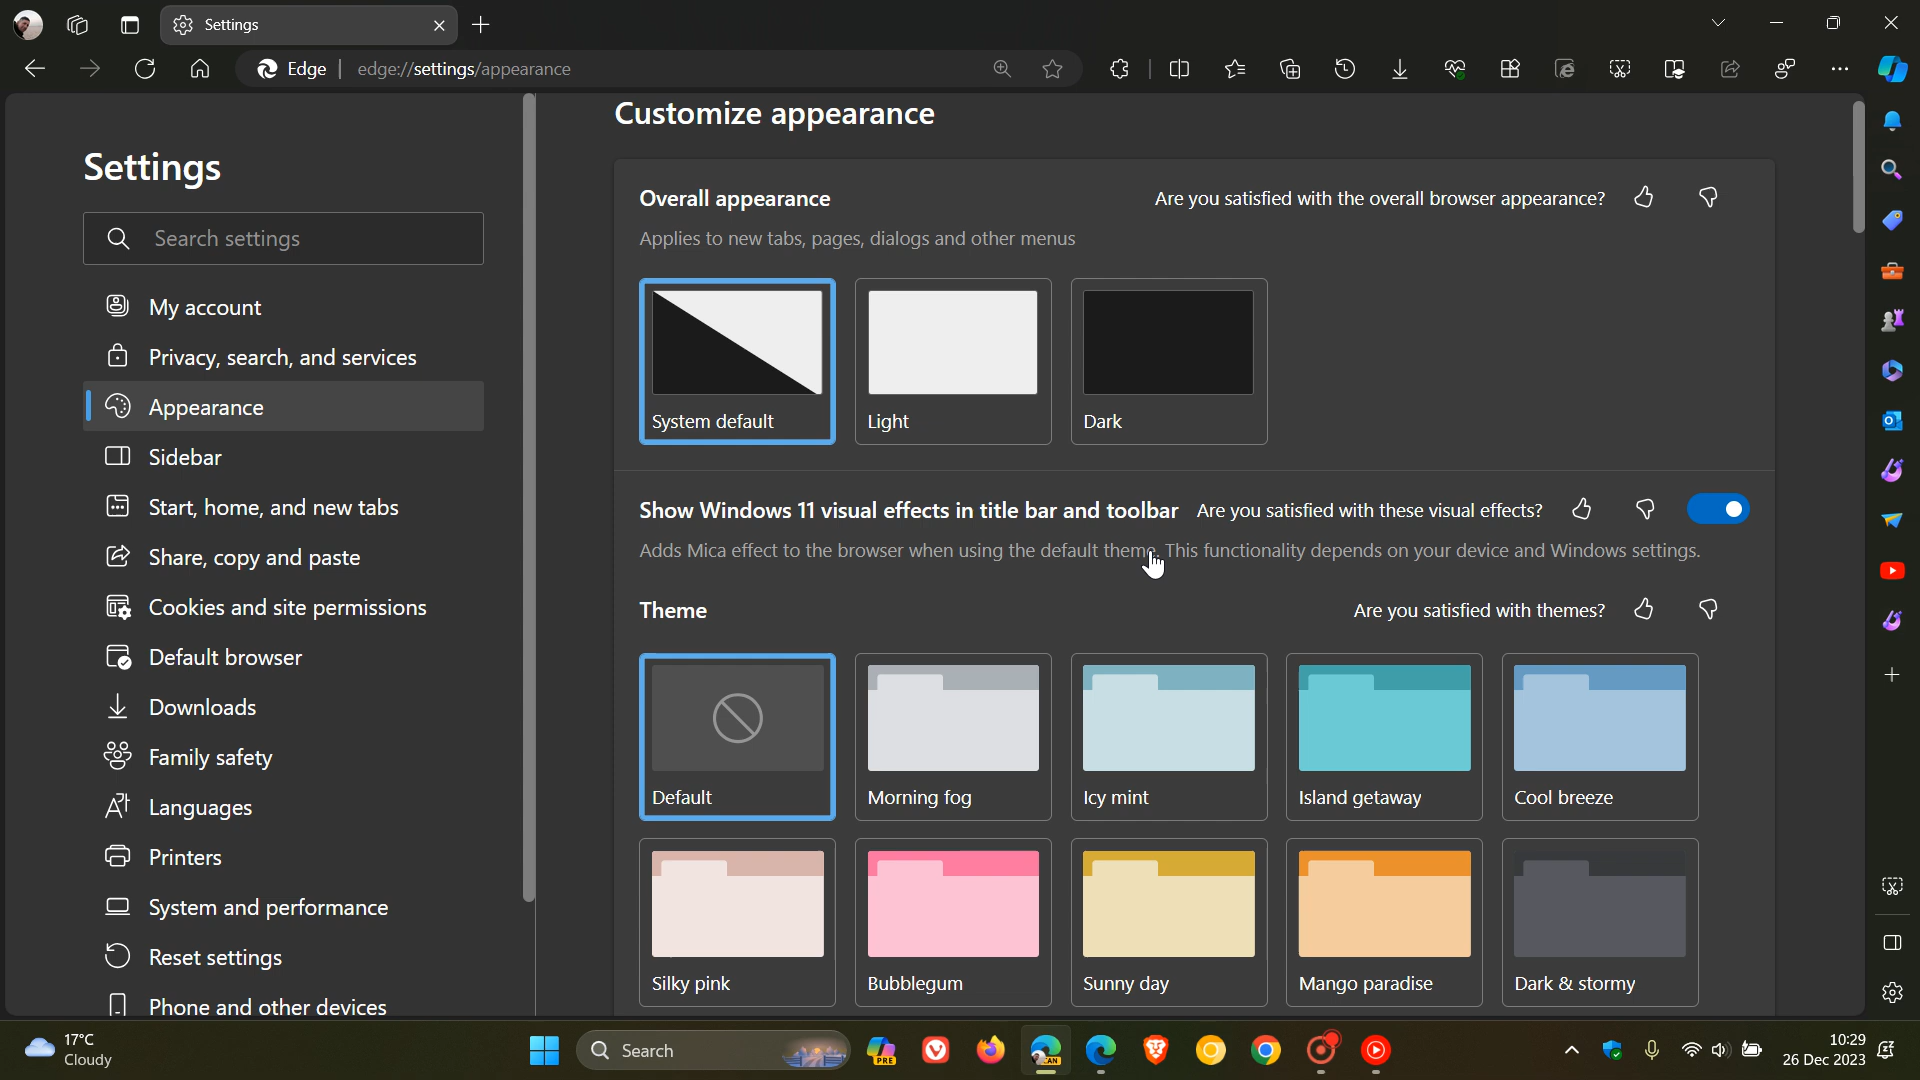 Settings
Edge
edge://settings/appearance
Settings
Search settings
My account
Privacy, search, and services
Appearance
Sidebar
Start, home, and new tabs
Share, copy and paste
Cookies and site permissions
Default browser
Downloads
Family safety
Languages
Printers
System and performance
Reset settings
Phone and other devices
Customize appearance
Overall appearance
Are you satisfied with the overall browser appearance?
Applies to new tabs, pages, dialogs and other menus
System default
Light
Dark
Show Windows 11 visual effects in title bar and toolbar
Are you satisfied with these visual effects?
Adds Mica effect to the browser when using the default theme. This functionality depends on your device and Windows settings.
Theme
Are you satisfied with themes?
Default
Morning fog
Icy mint
Island getaway
Cool breeze
Silky pink
Bubblegum
Sunny day
Mango paradise
Dark & stormy
17°C
Cloudy
Search
PRE
CAN
10:29
26 Dec 2023